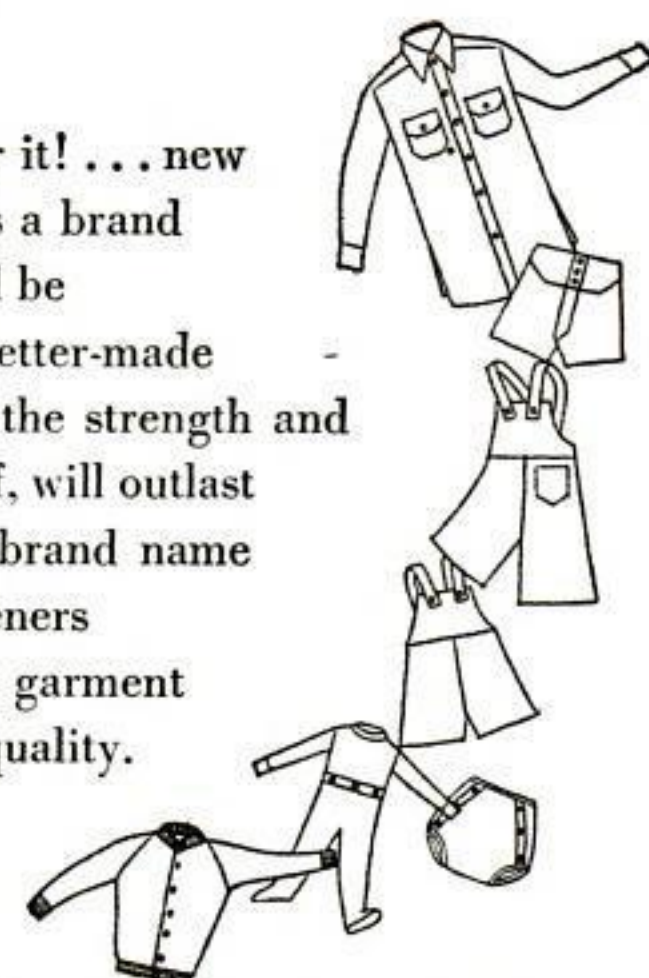 it! ... new
a brand
be
etter-made
the strength and
, will outlast
brand name
eners
garment
uality.